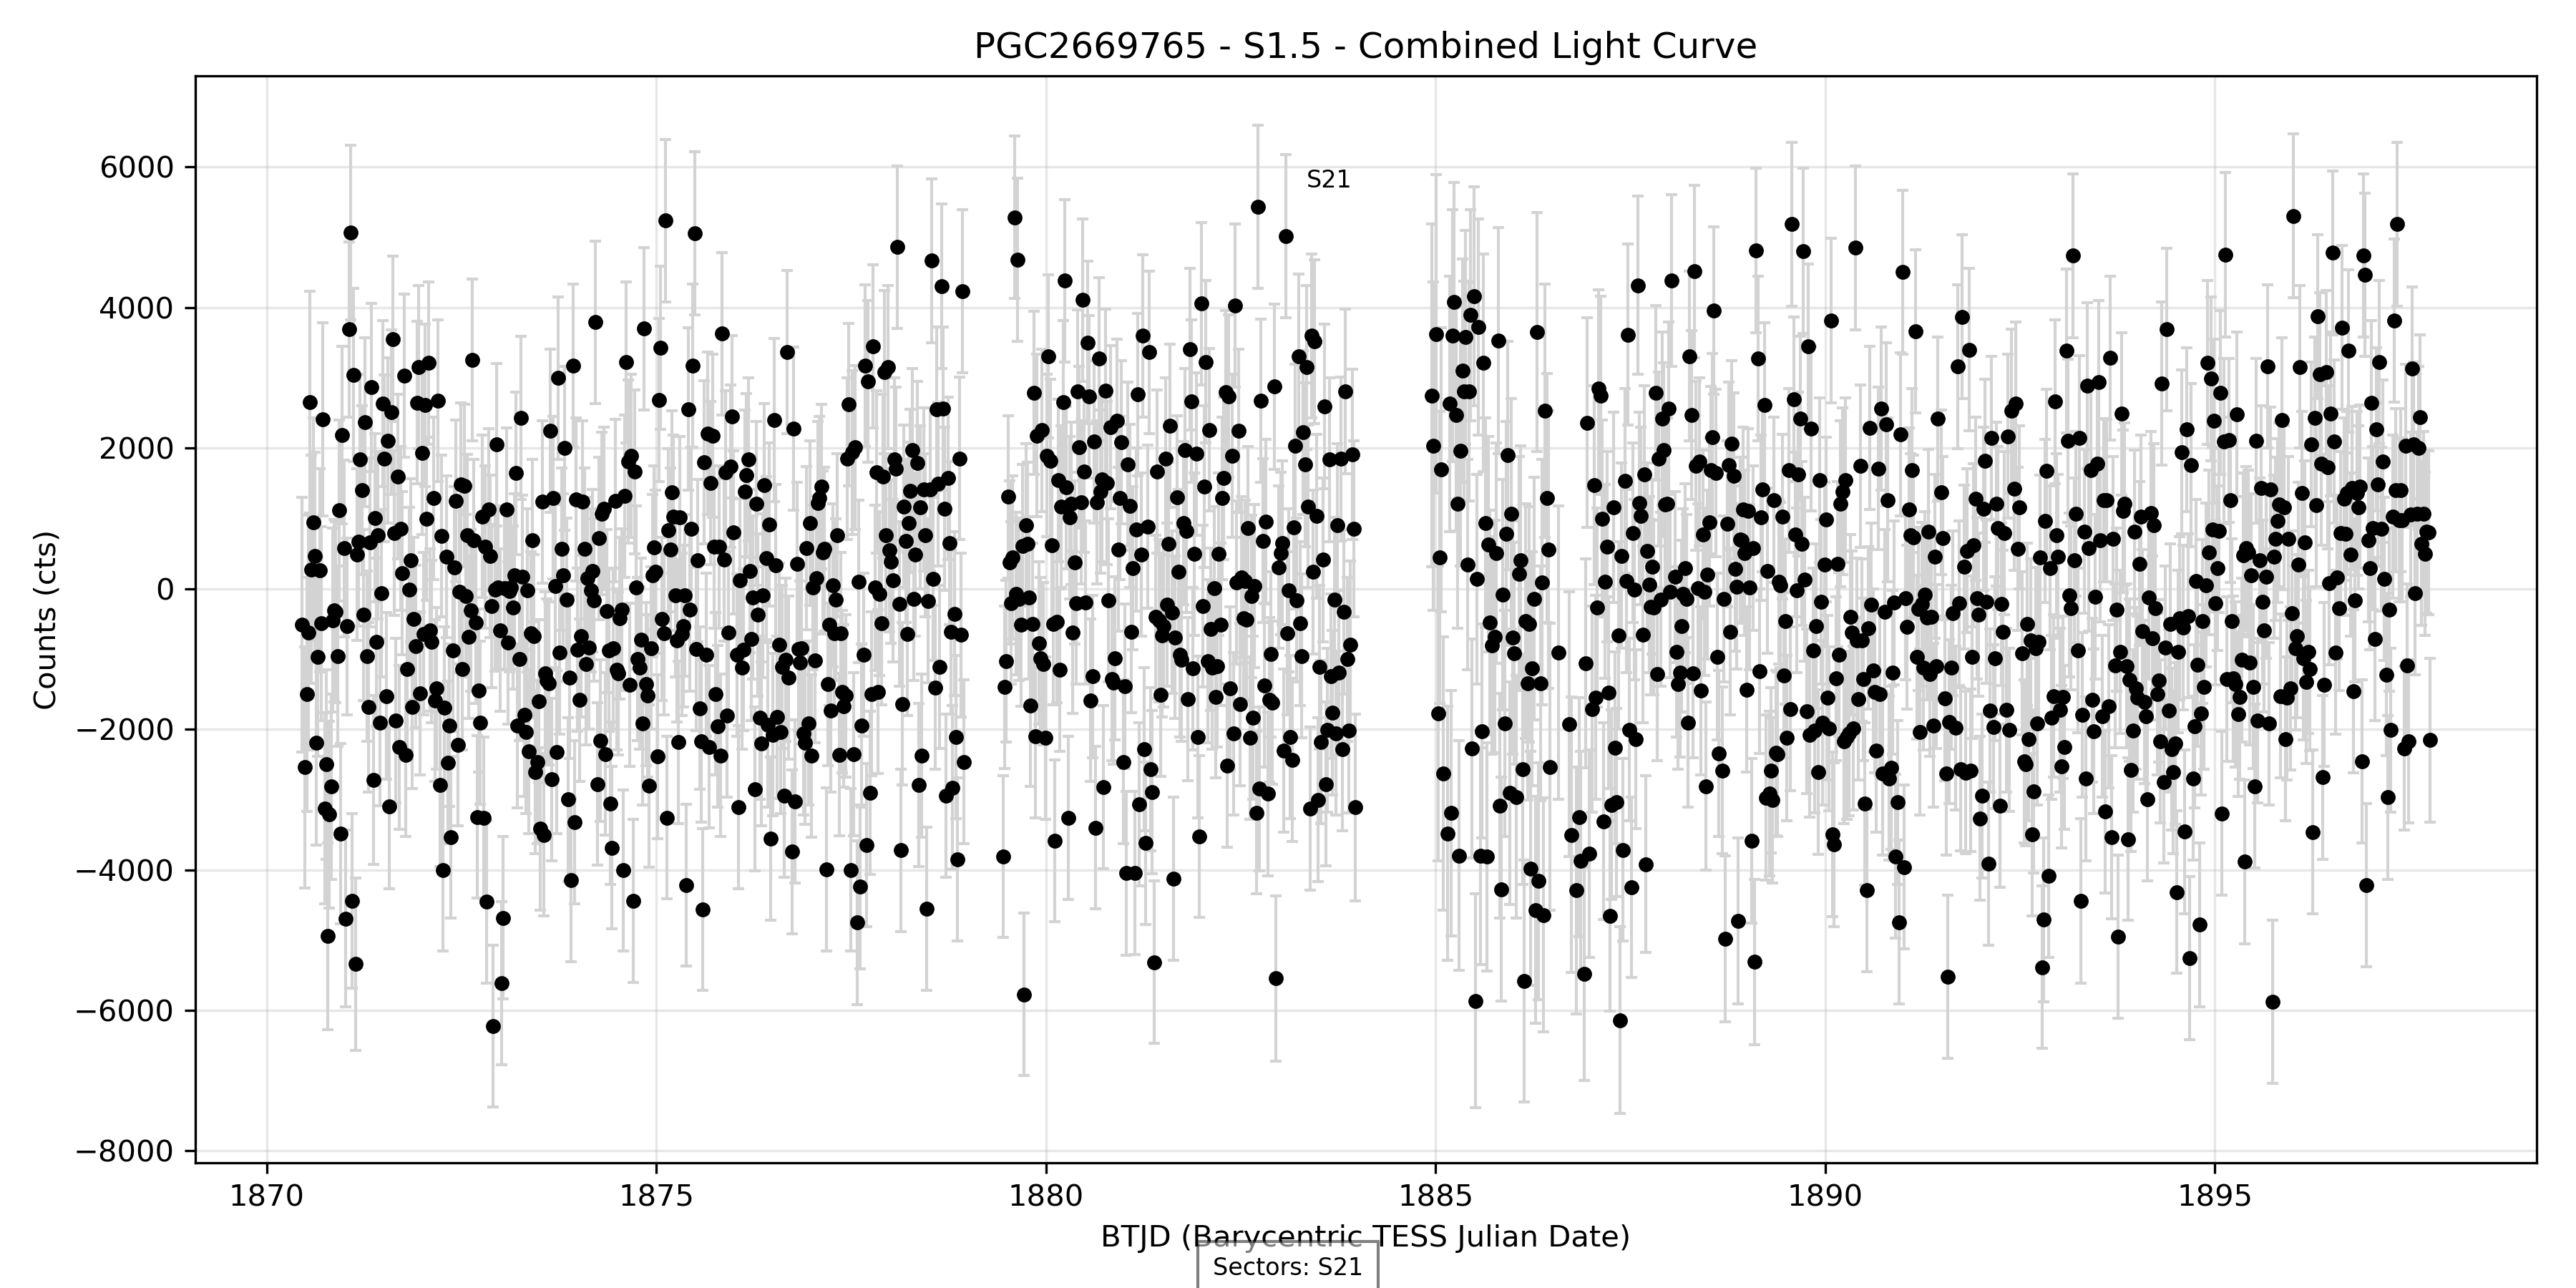 PGC2669765 - S1.5 - Combined Light Curve
6000
4000
2000
0
−2000
−4000
−6000
−8000
Counts (cts)
S21
1870 1875 1880 1885 1890 1895
BTJD (Barycentric TESS Julian Date)
Sectors: S21